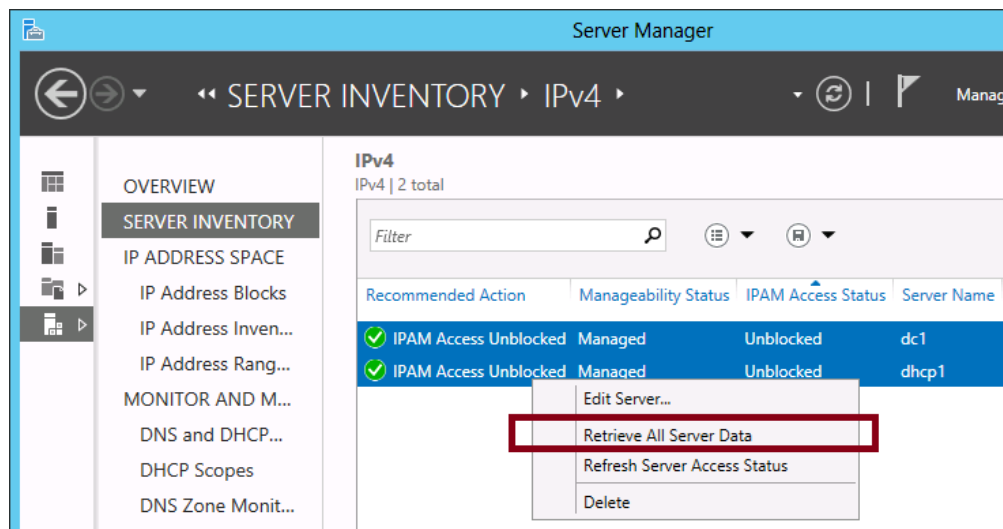 Server Manager
SERVER INVENTORY IPv4
Manag
OVERVIEW
SERVER INVENTORY
IP ADDRESS SPACE
IP Address Blocks
IP Address Inven...
IP Address Rang...
MONITOR AND M...
DNS and DHCP...
DHCP Scopes
DNS Zone Monit...
IPv4
IPv4 | 2 total
Filter
Recommended Action Manageability Status IPAM Access Status Server Name
IPAM Access Unblocked Managed Unblocked dc1
IPAM Access Unblocked Managed Unblocked dhcp1
Edit Server...
Retrieve All Server Data
Refresh Server Access Status
Delete